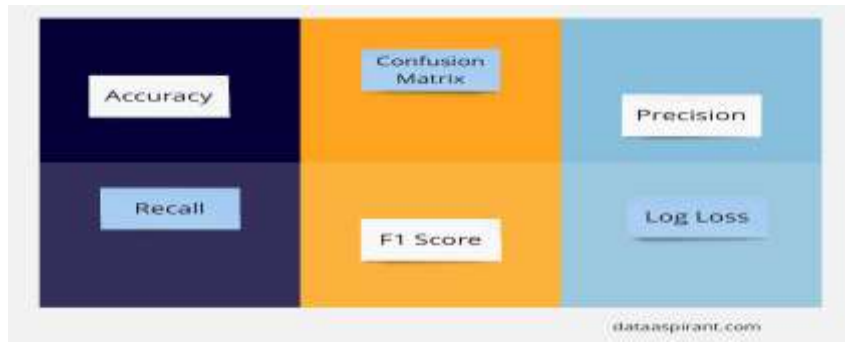 Accuracy
Confusion
Matrix
Precision
Recall
F1 Score
Log Loss
dataaspirant.com